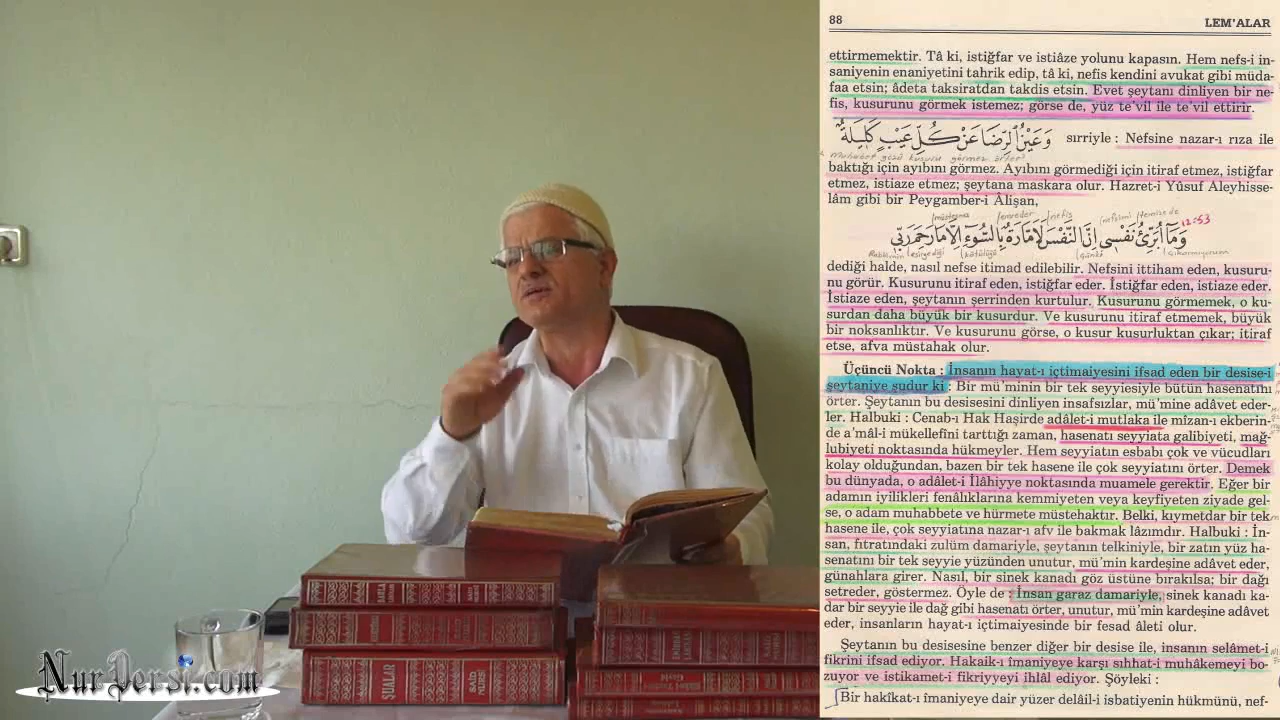 88
LEM'ALAR
ettirmemektir. Tâ ki, istiğfar ve istiâze yolunu kapasın. Hem nefs-i in-
saniyenin enaniyetini tahrik edip, tâ ki, nefis kendini avukat gibi müda-
faa etsin; âdeta taksiratdan takdis etsin. Evet şeytanı dinliyen bir ne-
fis, kusurunu görmek istemez; görse de, yüz te'vil ile te'vil ettirir.
وَعَيْنُ الرِّضَا عَنْ كُلِّ عَيْبٍ كَلِيلَةٌ sırriyle : Nefsine nazar-ı rıza ile
baktığı için ayıbını görmez. Ayıbını görmediği için itiraf etmez, istiğfar
etmez, istiaze etmez; şeytana maskara olur. Hazret-i Yûsuf Aleyhisse-
lâm gibi bir Peygamber-i Âlişan,
12:53
وَمَٓا اُبَرِّئُ نَفْسِى اِنَّ النَّفْسَ لَاَمَّارَةٌ بِالسُّٓوءِ اِلَّا مَا رَحِمَ رَبِّى
dediği halde, nasıl nefse itimad edilebilir. Nefsini ittiham eden, kusuru-
nu görür. Kusurunu itiraf eden, istiğfar eder. İstiğfar eden, istiaze eder.
İstiaze eden, şeytanın şerrinden kurtulur. Kusurunu görmemek, o ku-
surdan daha büyük bir kusurdur. Ve kusurunu itiraf etmemek, büyük
bir noksanlıktır. Ve kusurunu görse, o kusur kusurluktan çıkar; itiraf
etse, afva müstahak olur.
Üçüncü Nokta : İnsanın hayat-ı içtimaiyesini ifsad eden bir desise-i
şeytaniye şudur ki : Bir mü'minin bir tek seyyiesiyle bütün hasenatını
örter. Şeytanın bu desisesini dinliyen insafsızlar, mü'mine adâvet eder-
ler. Halbuki : Cenab-ı Hak Haşirde adâlet-i mutlaka ile mîzan-ı ekberin-
de a'mâl-i mükellefîni tarttığı zaman, hasenatı seyyiata galibiyeti, mağ-
lubiyeti noktasında hükmeyler. Hem seyyiatın esbabı çok ve vücudları
kolay olduğundan, bazen bir tek hasene ile çok seyyiatını örter. Demek
bu dünyada, o adâlet-i İlâhiyye noktasında muamele gerektir. Eğer bir
adamın iyilikleri fenâlıklarına kemmiyeten veya keyfiyeten ziyade gel-
se, o adam muhabbete ve hürmete müstehaktır. Belki, kıymetdar bir tek
hasene ile, çok seyyiatına nazar-ı afv ile bakmak lâzımdır. Halbuki : İn-
san, fıtratındaki zulüm damariyle, şeytanın telkiniyle, bir zatın yüz ha-
senatını bir tek seyyie yüzünden unutur, mü'min kardeşine adâvet eder,
günahlara girer. Nasıl, bir sinek kanadı göz üstüne bırakılsa; bir dağı
setreder, göstermez. Öyle de : İnsan garaz damariyle, sinek kanadı ka-
dar bir seyyie ile dağ gibi hasenatı örter, unutur, mü'min kardeşine adâvet
eder, insanların hayat-ı içtimaiyesinde bir fesad âleti olur.
Şeytanın bu desisesine benzer diğer bir desise ile, insanın selâmet-i
fikrini ifsad ediyor. Hakaik-ı imaniyeye karşı sıhhat-i muhâkemeyi bo-
zuyor ve istikamet-i fikriyyeyi ihlâl ediyor. Şöyleki :
Bir hakîkat-ı imaniyeye dair yüzer delâil-i isbatiyenin hükmünü, nef-
ŞUALAR
SAİD NURSİ
NurDersi.com